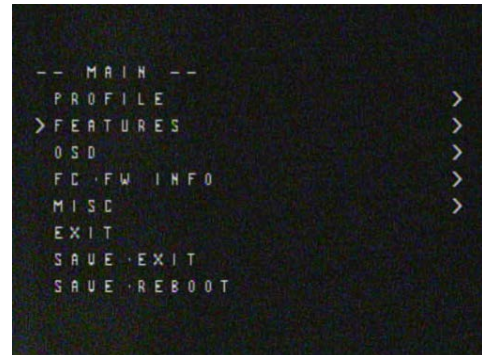 -- MAIN --
PROFILE >
>FEATURES >
OSD >
FC·FW INFO >
MISC >
EXIT
SAVE·EXIT
SAVE·REBOOT